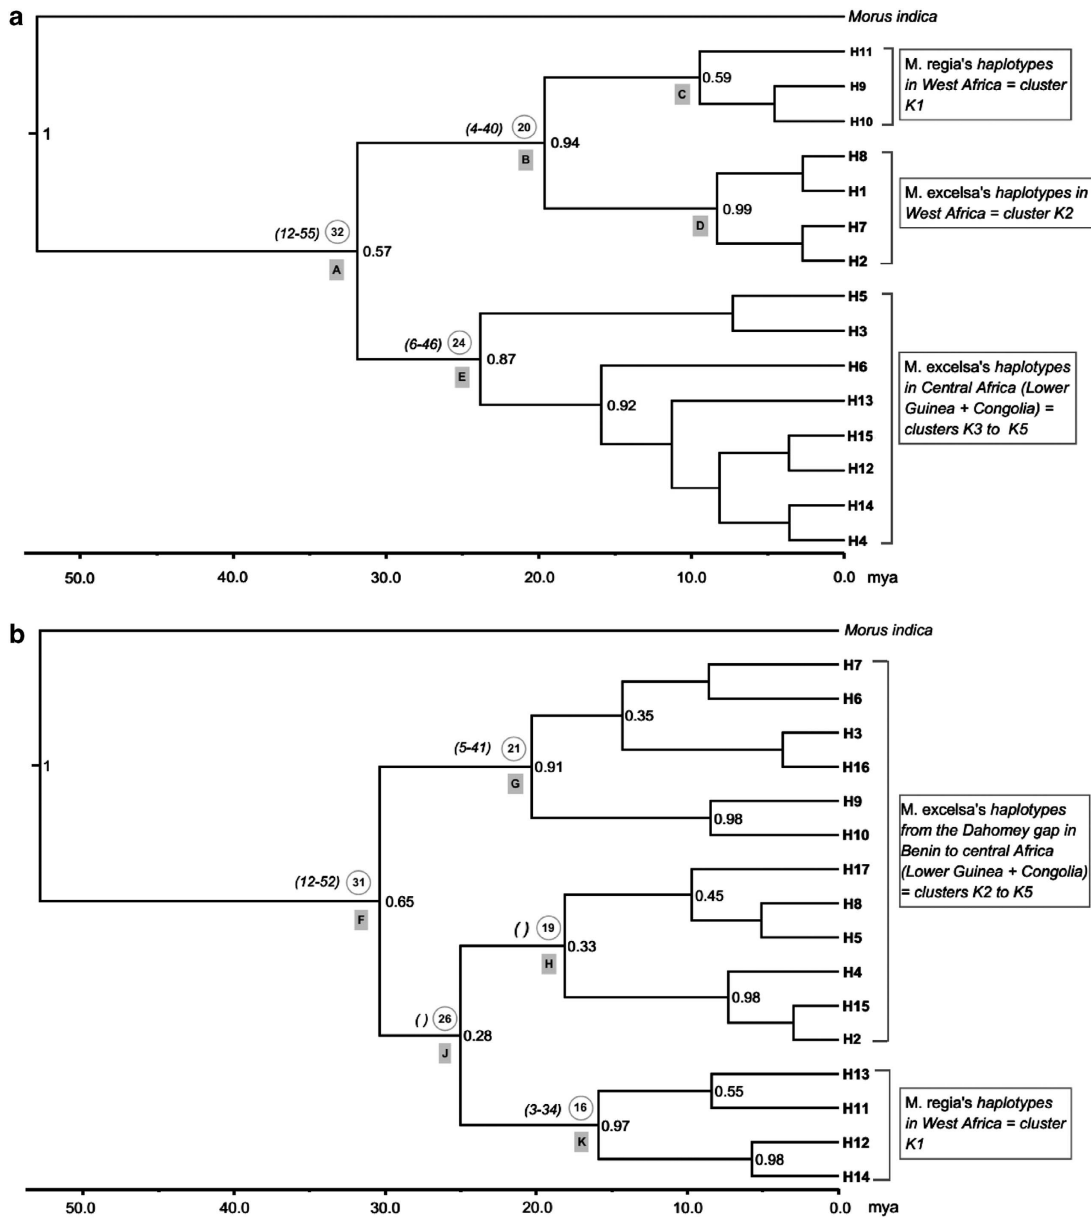 a
Morus indica
H11
M. regia's haplotypes
in West Africa = cluster
K1
0.59
H9
C
H10
(4-40)
20
1
0.94
B
H8
M. excelsa's haplotypes in
West Africa = cluster K2
H1
0.99
D
H7
(12-55)
32
0.57
H2
A
H5
H3
(6-46)
24
0.87
E
H6
M. excelsa's haplotypes
in Central Africa (Lower
Guinea + Congolia) =
clusters K3 to K5
0.92
H13
H15
H12
H14
H4
50.0
40.0
30.0
20.0
10.0
0.0
mya
b
Morus indica
H7
H6
0.35
H3
(5-41)
21
1
0.91
H16
G
H9
0.98
H10
M. excelsa's haplotypes
from the Dahomey gap in
Benin to central Africa
(Lower Guinea + Congolia)
= clusters K2 to K5
H17
(12-52)
31
0.65
0.45
H8
F
H5
( )
19
0.33
H
H4
0.98
H15
( )
26
0.28
H2
J
H13
0.55
(3-34)
16
H11
M. regia's haplotypes
in West Africa = cluster
K1
0.97
K
H12
0.98
H14
50.0
40.0
30.0
20.0
10.0
0.0
mya